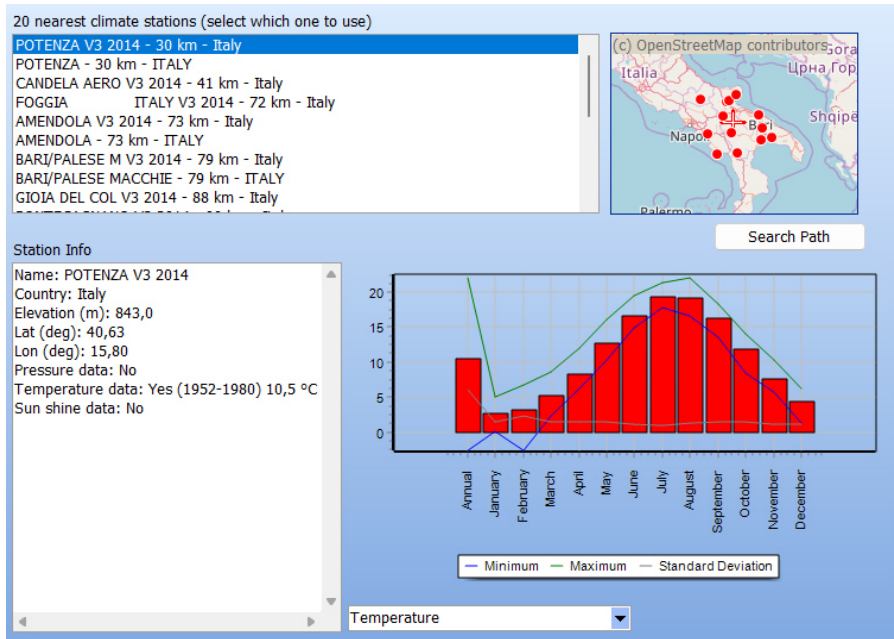 20 nearest climate stations (select which one to use)
POTENZA V3 2014 - 30 km - Italy
POTENZA - 30 km - ITALY
CANDELA AERO V3 2014 - 41 km - Italy
FOGGIA ITALY V3 2014 - 72 km - Italy
AMENDOLA V3 2014 - 73 km - Italy
AMENDOLA - 73 km - ITALY
BARI/PALESE M V3 2014 - 79 km - Italy
BARI/PALESE MACCHIE - 79 km - ITALY
GIOIA DEL COL V3 2014 - 88 km - Italy
(c) OpenStreetMap contributors
Црна Гор
Italia
Shqipë
Bari
Palermo
Search Path
Station Info
Name: POTENZA V3 2014
Country: Italy
Elevation (m): 843,0
Lat (deg): 40,63
Lon (deg): 15,80
Pressure data: No
Temperature data: Yes (1952-1980) 10,5 °C
Sun shine data: No
20
15
10
5
0
Annual
January
February
March
April
May
June
July
August
September
October
November
December
Minimum
Maximum
Standard Deviation
Temperature